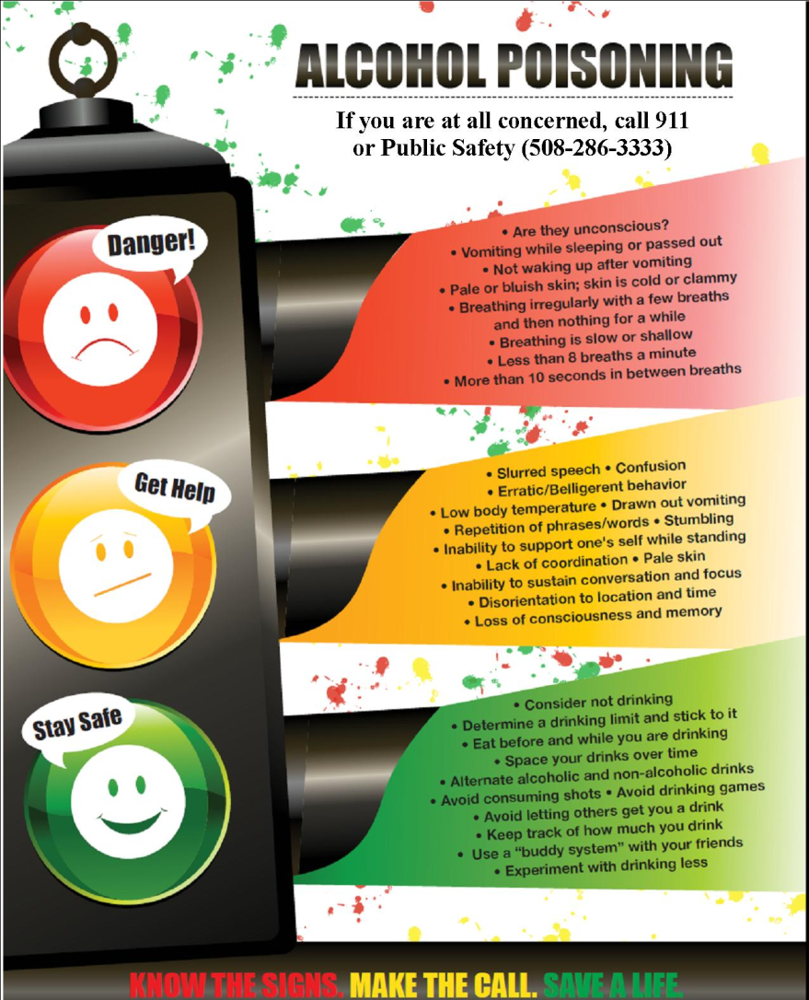 ALCOHOL POISONING
If you are at all concerned, call 911
or Public Safety (508-286-3333)
Danger!
• Are they unconscious?
• Vomiting while sleeping or passed out
• Not waking up after vomiting
• Pale or bluish skin; skin is cold or clammy
• Breathing irregularly with a few breaths
and then nothing for a while
• Breathing is slow or shallow
• Less than 8 breaths a minute
• More than 10 seconds in between breaths
Get Help
• Slurred speech • Confusion
• Erratic/Belligerent behavior
• Low body temperature • Drawn out vomiting
• Repetition of phrases/words • Stumbling
• Inability to support one's self while standing
• Lack of coordination • Pale skin
• Inability to sustain conversation and focus
• Disorientation to location and time
• Loss of consciousness and memory
Stay Safe
• Consider not drinking
• Determine a drinking limit and stick to it
• Eat before and while you are drinking
• Space your drinks over time
• Alternate alcoholic and non-alcoholic drinks
• Avoid consuming shots • Avoid drinking games
• Avoid letting others get you a drink
• Keep track of how much you drink
• Use a “buddy system” with your friends
• Experiment with drinking less
KNOW THE SIGNS. MAKE THE CALL. SAVE A LIFE.